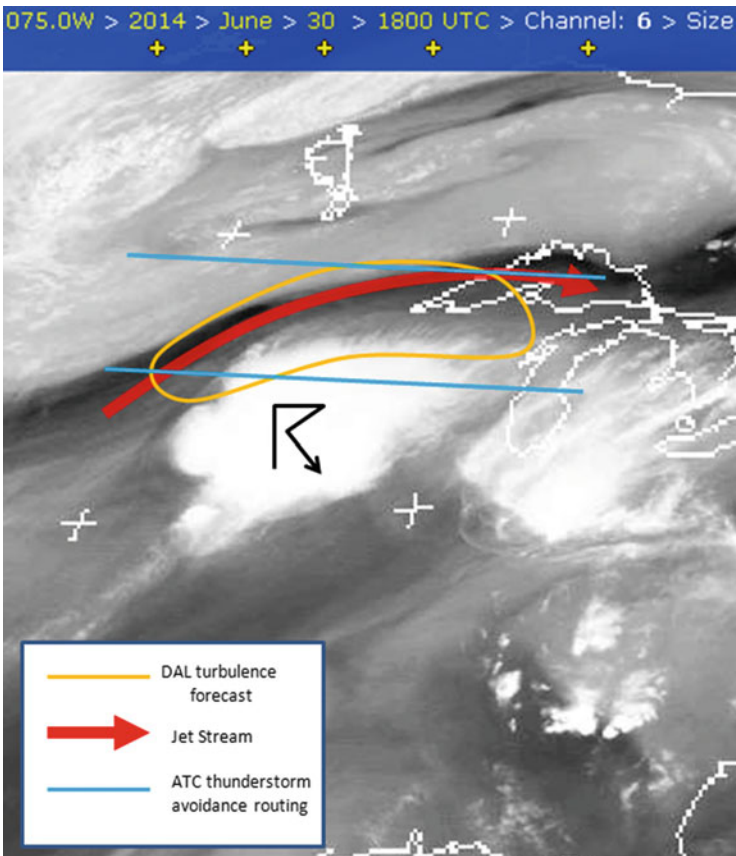 075.0W > 2014 > June > 30 > 1800 UTC > Channel: 6 > Size
DAL turbulence
forecast
Jet Stream
ATC thunderstorm
avoidance routing